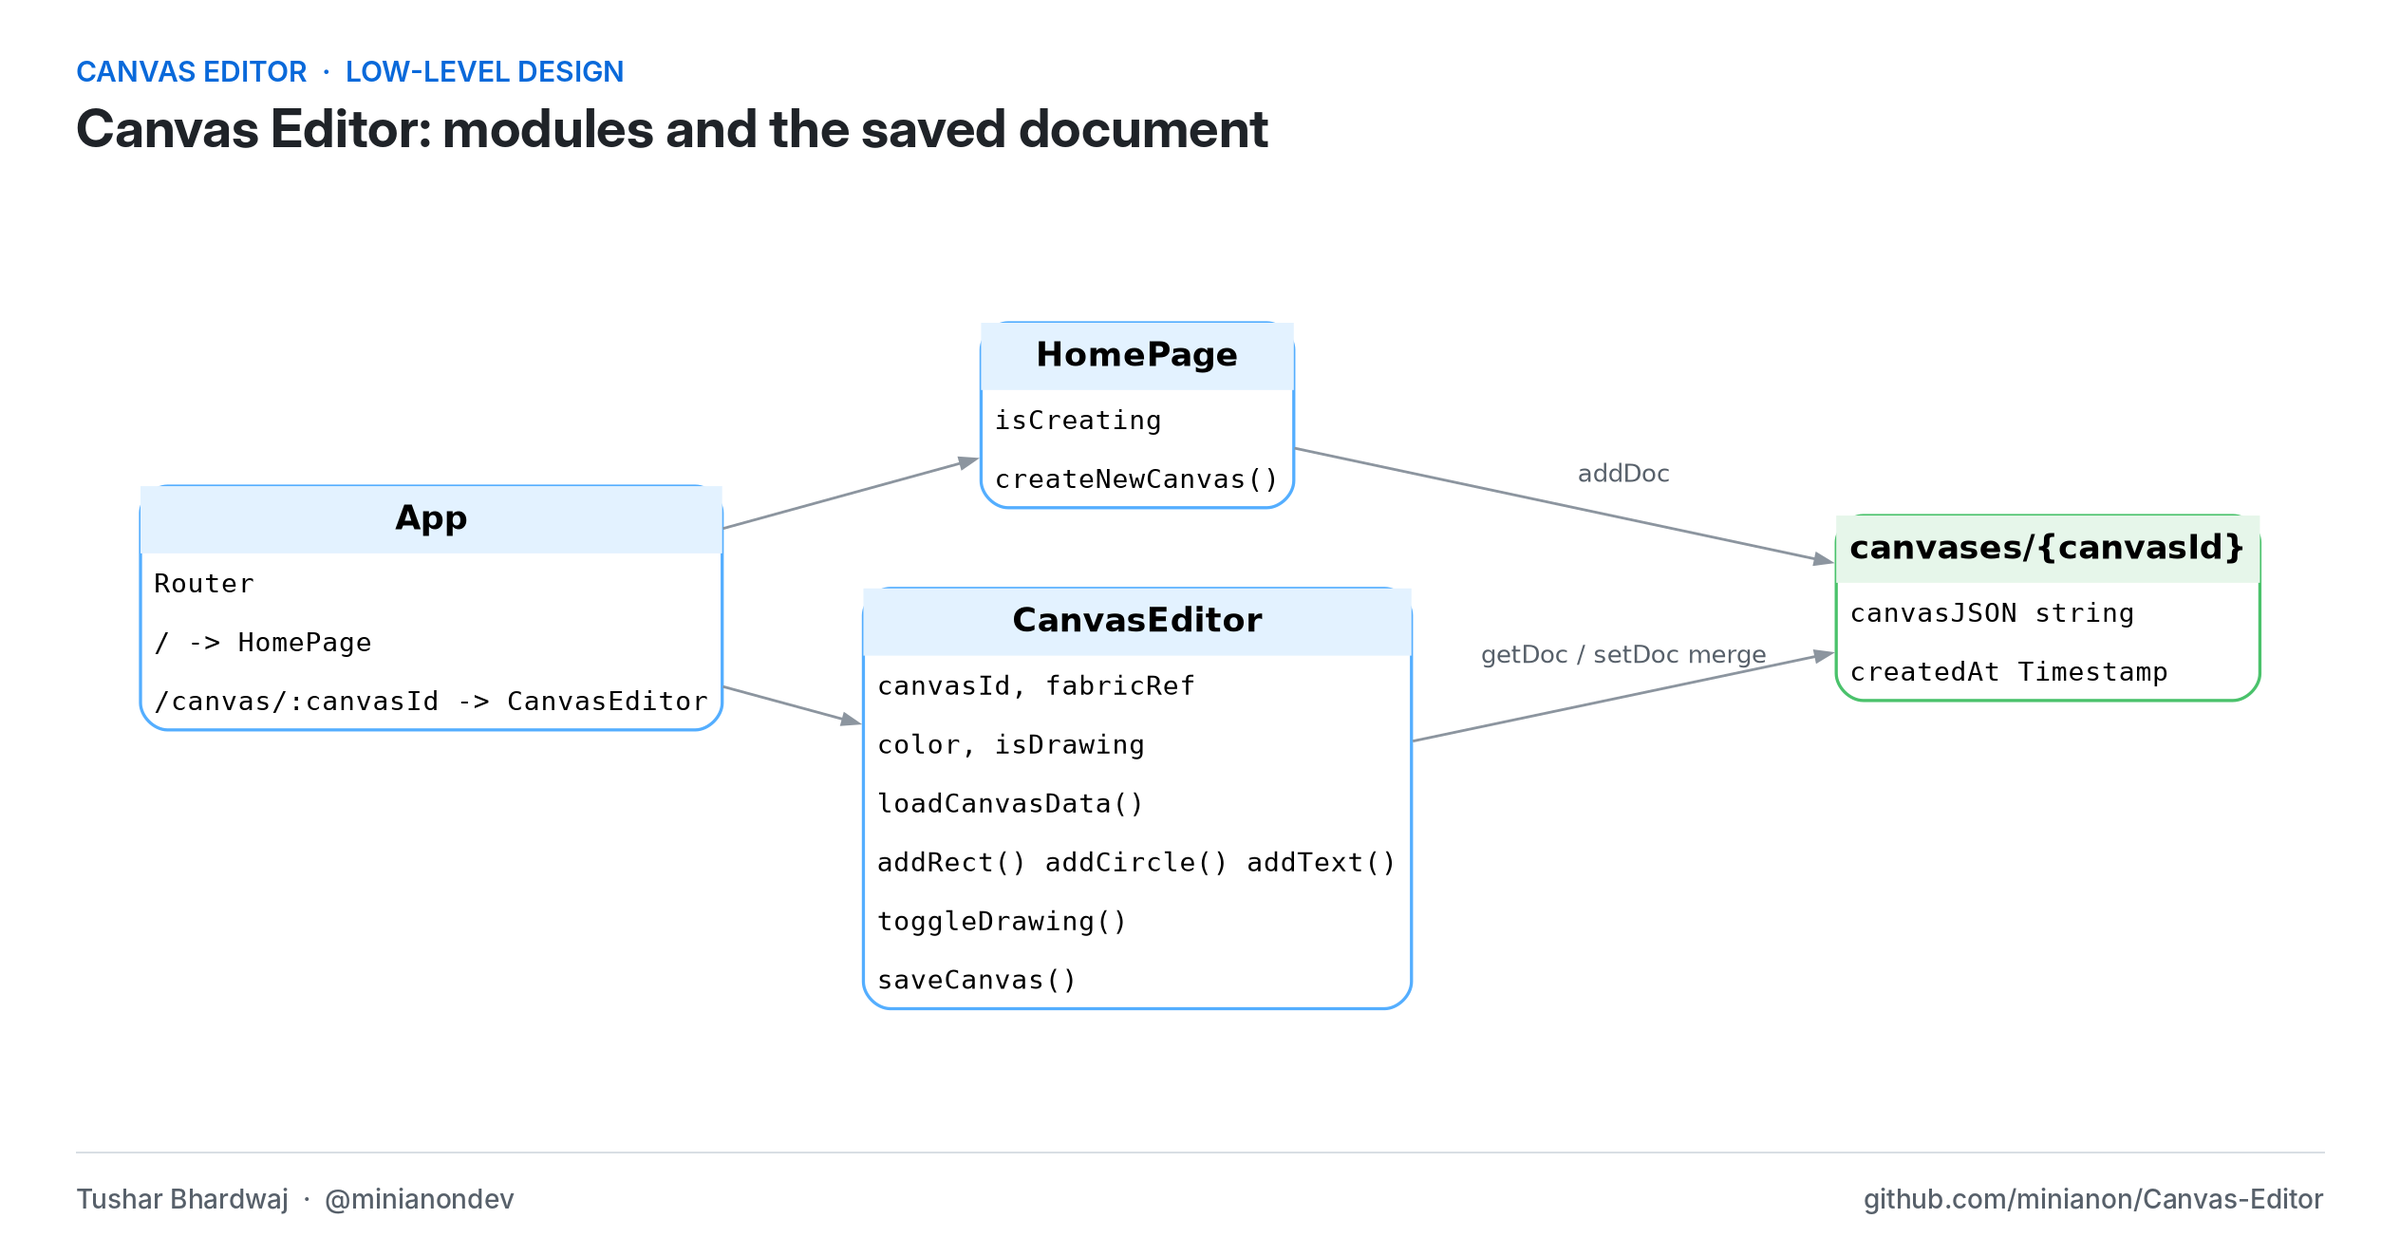 CANVAS EDITOR · LOW-LEVEL DESIGN
Canvas Editor: modules and the saved document
App
Router
/ -> HomePage
/canvas/:canvasId -> CanvasEditor
HomePage
isCreating
createNewCanvas()
CanvasEditor
canvasId, fabricRef
color, isDrawing
loadCanvasData()
addRect() addCircle() addText()
toggleDrawing()
saveCanvas()
addDoc
getDoc / setDoc merge
canvases/{canvasId}
canvasJSON string
createdAt Timestamp
Tushar Bhardwaj · @minianondev
github.com/minianon/Canvas-Editor